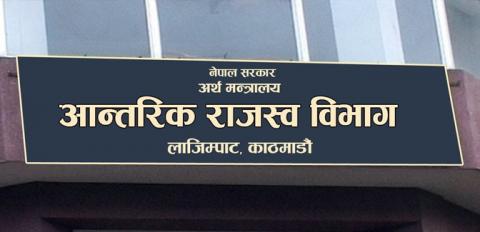 नेपाल सरकार
अर्थ मन्त्रालय
आन्तरिक राजस्व विभाग
लाजिम्पाट, काठमाडौ